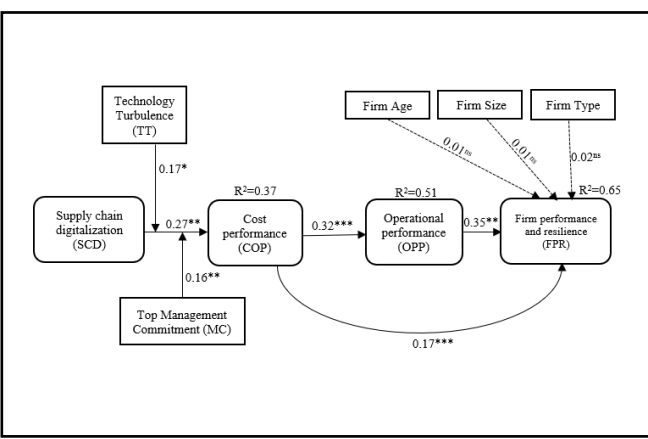 Technology
Turbulence
(TT)
Firm Age
Firm Size
Firm Type
0.17*
0.01ⁿˢ
0.01ⁿˢ
0.02ⁿˢ
R²=0.37
R²=0.51
R²=0.65
Supply chain
digitalization
(SCD)
0.27**
Cost
performance
(COP)
0.32***
Operational
performance
(OPP)
0.35**
Firm performance
and resilience
(FPR)
0.16**
Top Management
Commitment (MC)
0.17***